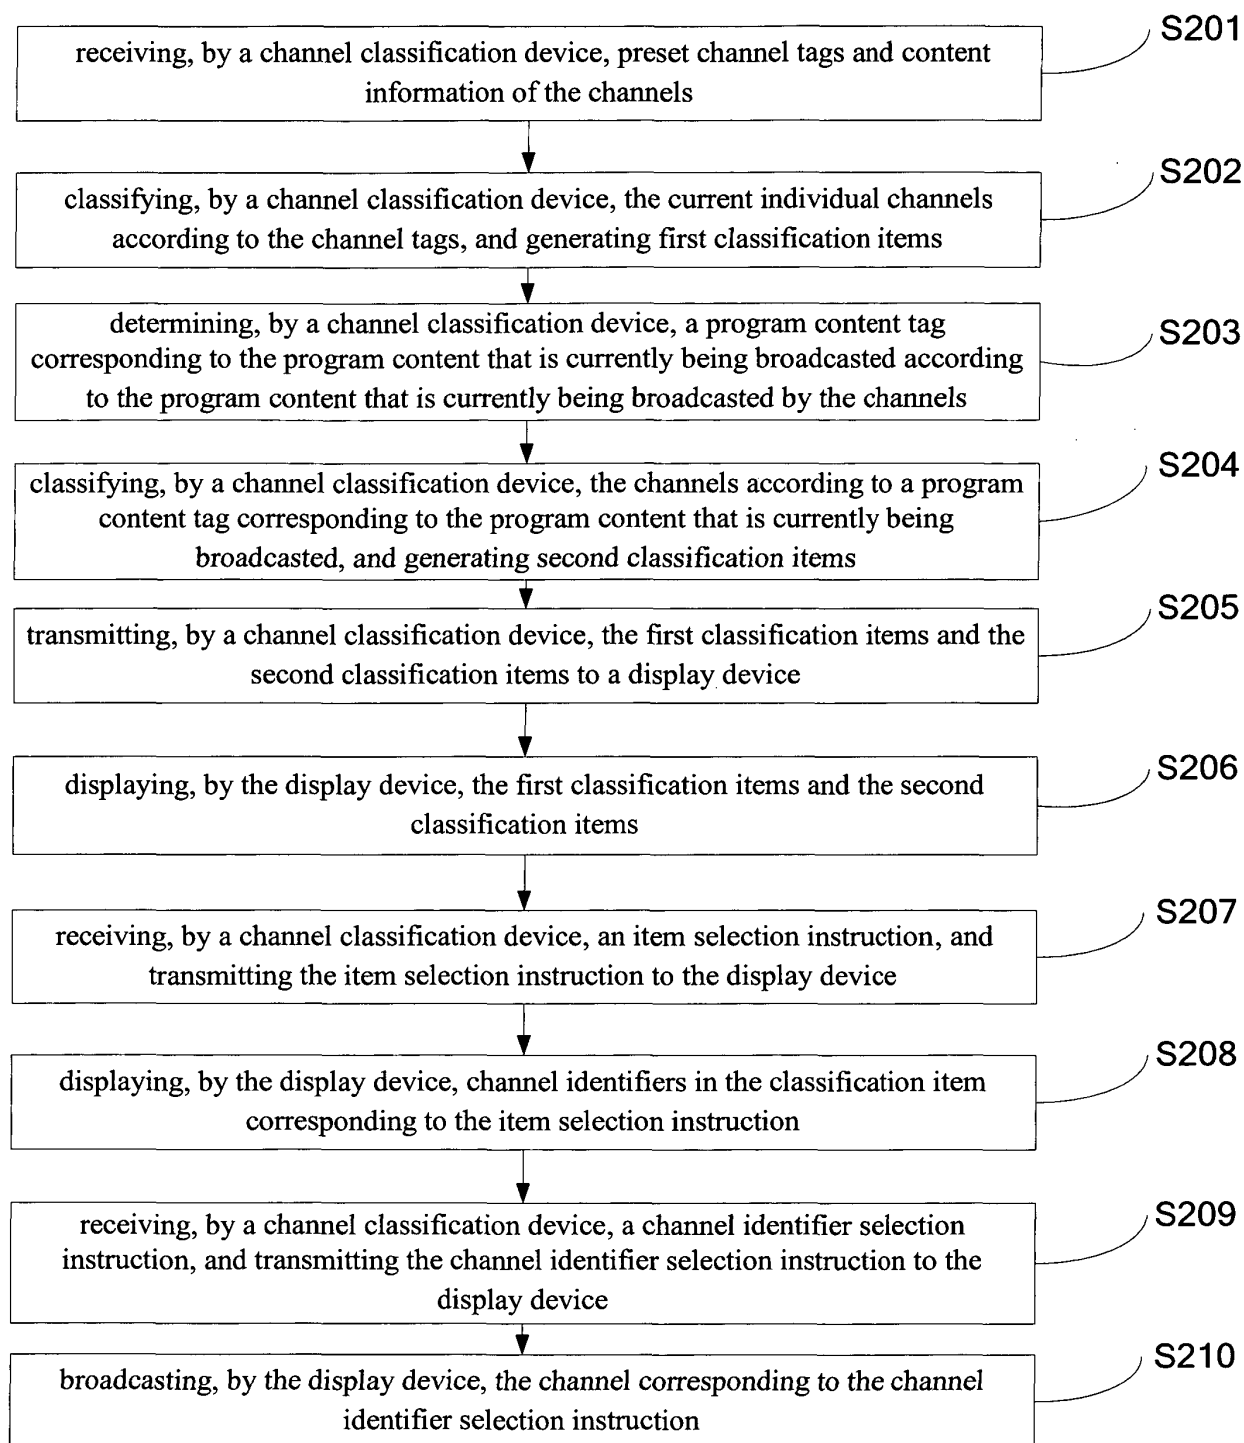 S201
receiving, by a channel classification device, preset channel tags and content
information of the channels
S202
classifying, by a channel classification device, the current individual channels
according to the channel tags, and generating first classification items
S203
determining, by a channel classification device, a program content tag
corresponding to the program content that is currently being broadcasted according
to the program content that is currently being broadcasted by the channels
S204
classifying, by a channel classification device, the channels according to a program
content tag corresponding to the program content that is currently being
broadcasted, and generating second classification items
S205
transmitting, by a channel classification device, the first classification items and the
second classification items to a display device
S206
displaying, by the display device, the first classification items and the second
classification items
S207
receiving, by a channel classification device, an item selection instruction, and
transmitting the item selection instruction to the display device
S208
displaying, by the display device, channel identifiers in the classification item
corresponding to the item selection instruction
S209
receiving, by a channel classification device, a channel identifier selection
instruction, and transmitting the channel identifier selection instruction to the
display device
S210
broadcasting, by the display device, the channel corresponding to the channel
identifier selection instruction